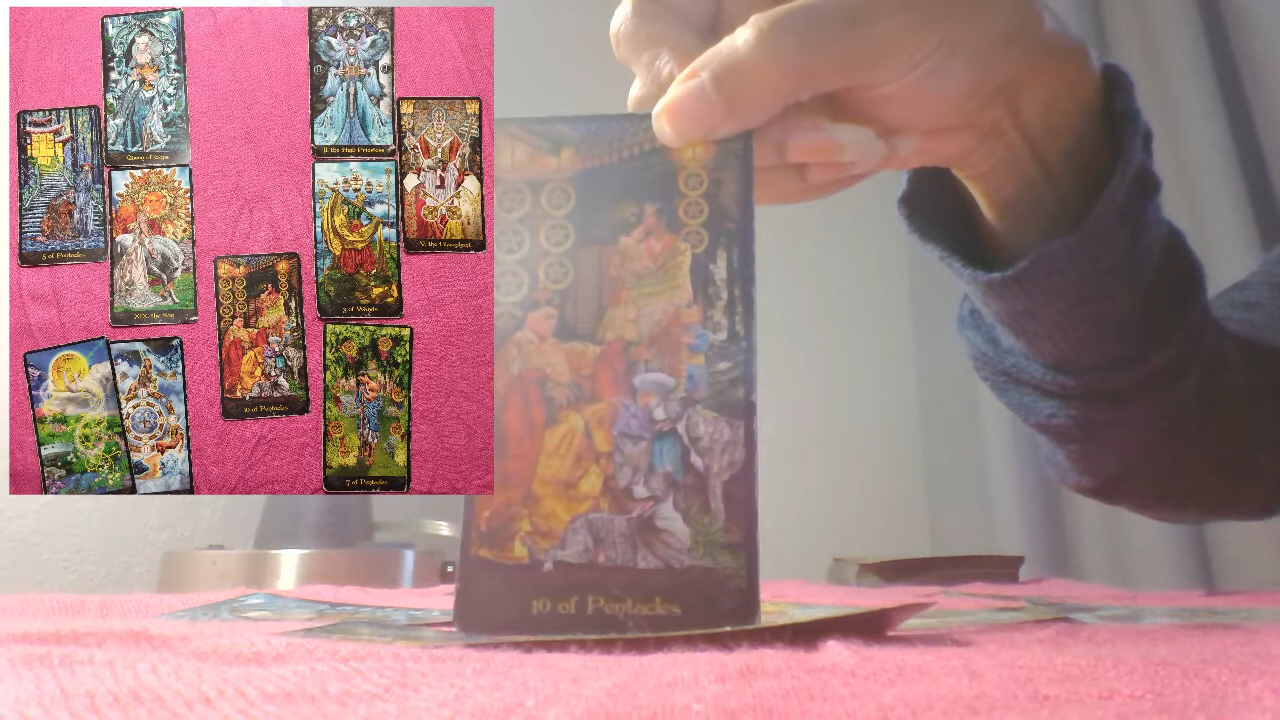 Queen of Cups
II. the High Priestess
5 of Pentacles
V. the Hierophant
XIX. the Sun
3 of Wands
10 of Pentacles
7 of Pentacles
10 of Pentacles